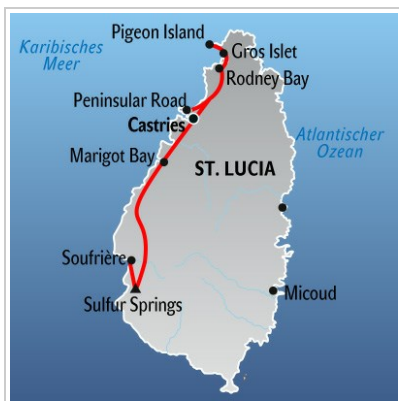 Pigeon Island
Karibisches
Meer
Gros Islet
Rodney Bay
Peninsular Road
Castries
Atlantischer
Ozean
Marigot Bay
ST. LUCIA
Soufrière
Micoud
Sulfur Springs